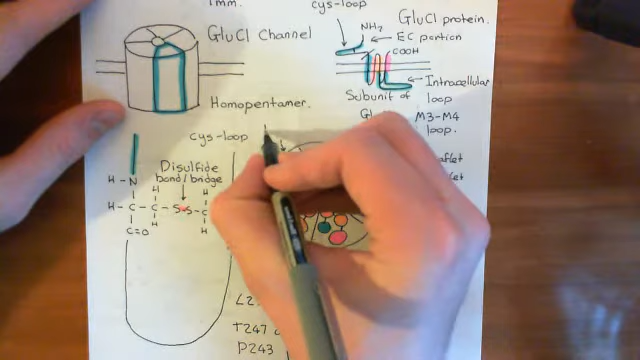 1mm.
cys-loop
GluCl protein.
GluCl Channel
NH₂
EC portion
COOH
Intracellular
loop
M3-M4
loop.
Subunit of
Homopentamer.
cys-loop
Disulfide
bond/bridge
H-N
H
H
H-C-C-S-S-C
H
H
C=O
T247
P243